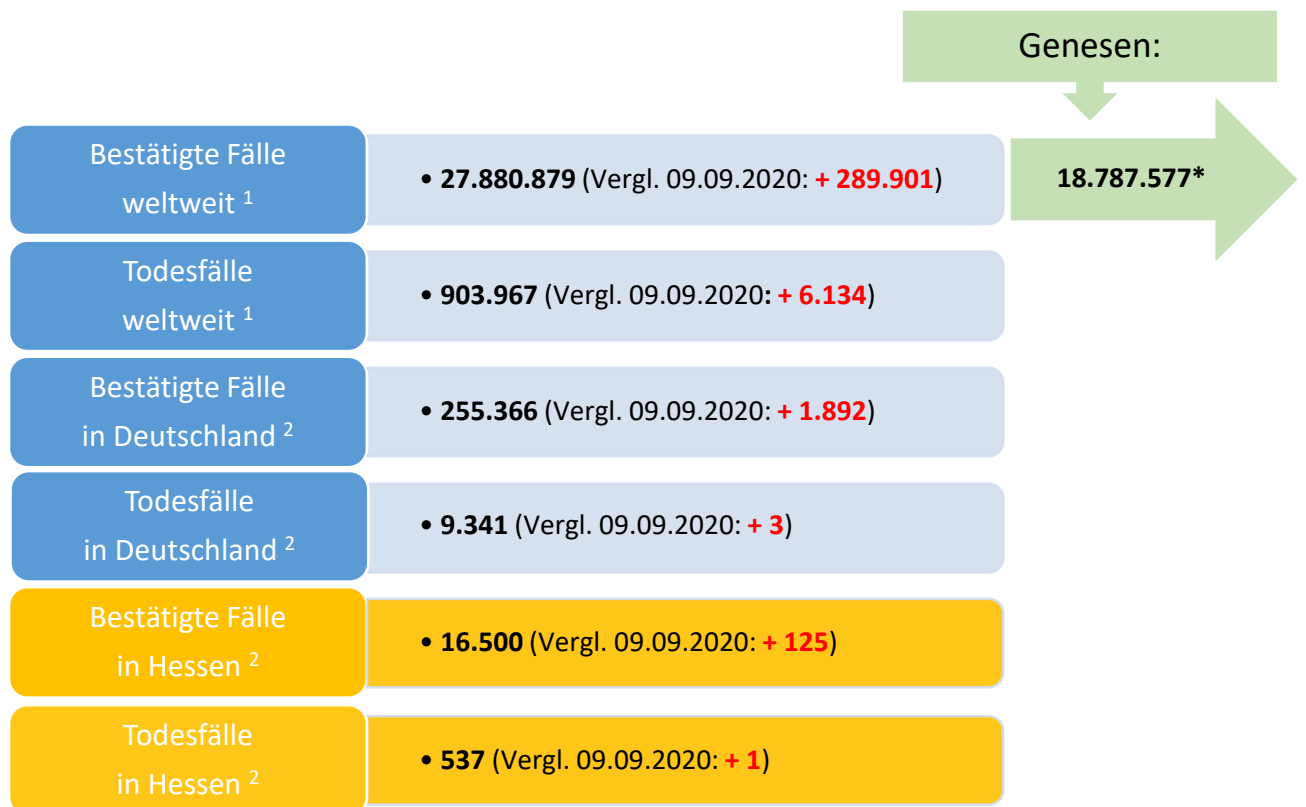 Genesen:
Bestätigte Fälle
weltweit ¹
• 27.880.879 (Vergl. 09.09.2020: + 289.901)
18.787.577*
Todesfälle
weltweit ¹
• 903.967 (Vergl. 09.09.2020: + 6.134)
Bestätigte Fälle
in Deutschland ²
• 255.366 (Vergl. 09.09.2020: + 1.892)
Todesfälle
in Deutschland ²
• 9.341 (Vergl. 09.09.2020: + 3)
Bestätigte Fälle
in Hessen ²
• 16.500 (Vergl. 09.09.2020: + 125)
Todesfälle
in Hessen ²
• 537 (Vergl. 09.09.2020: + 1)